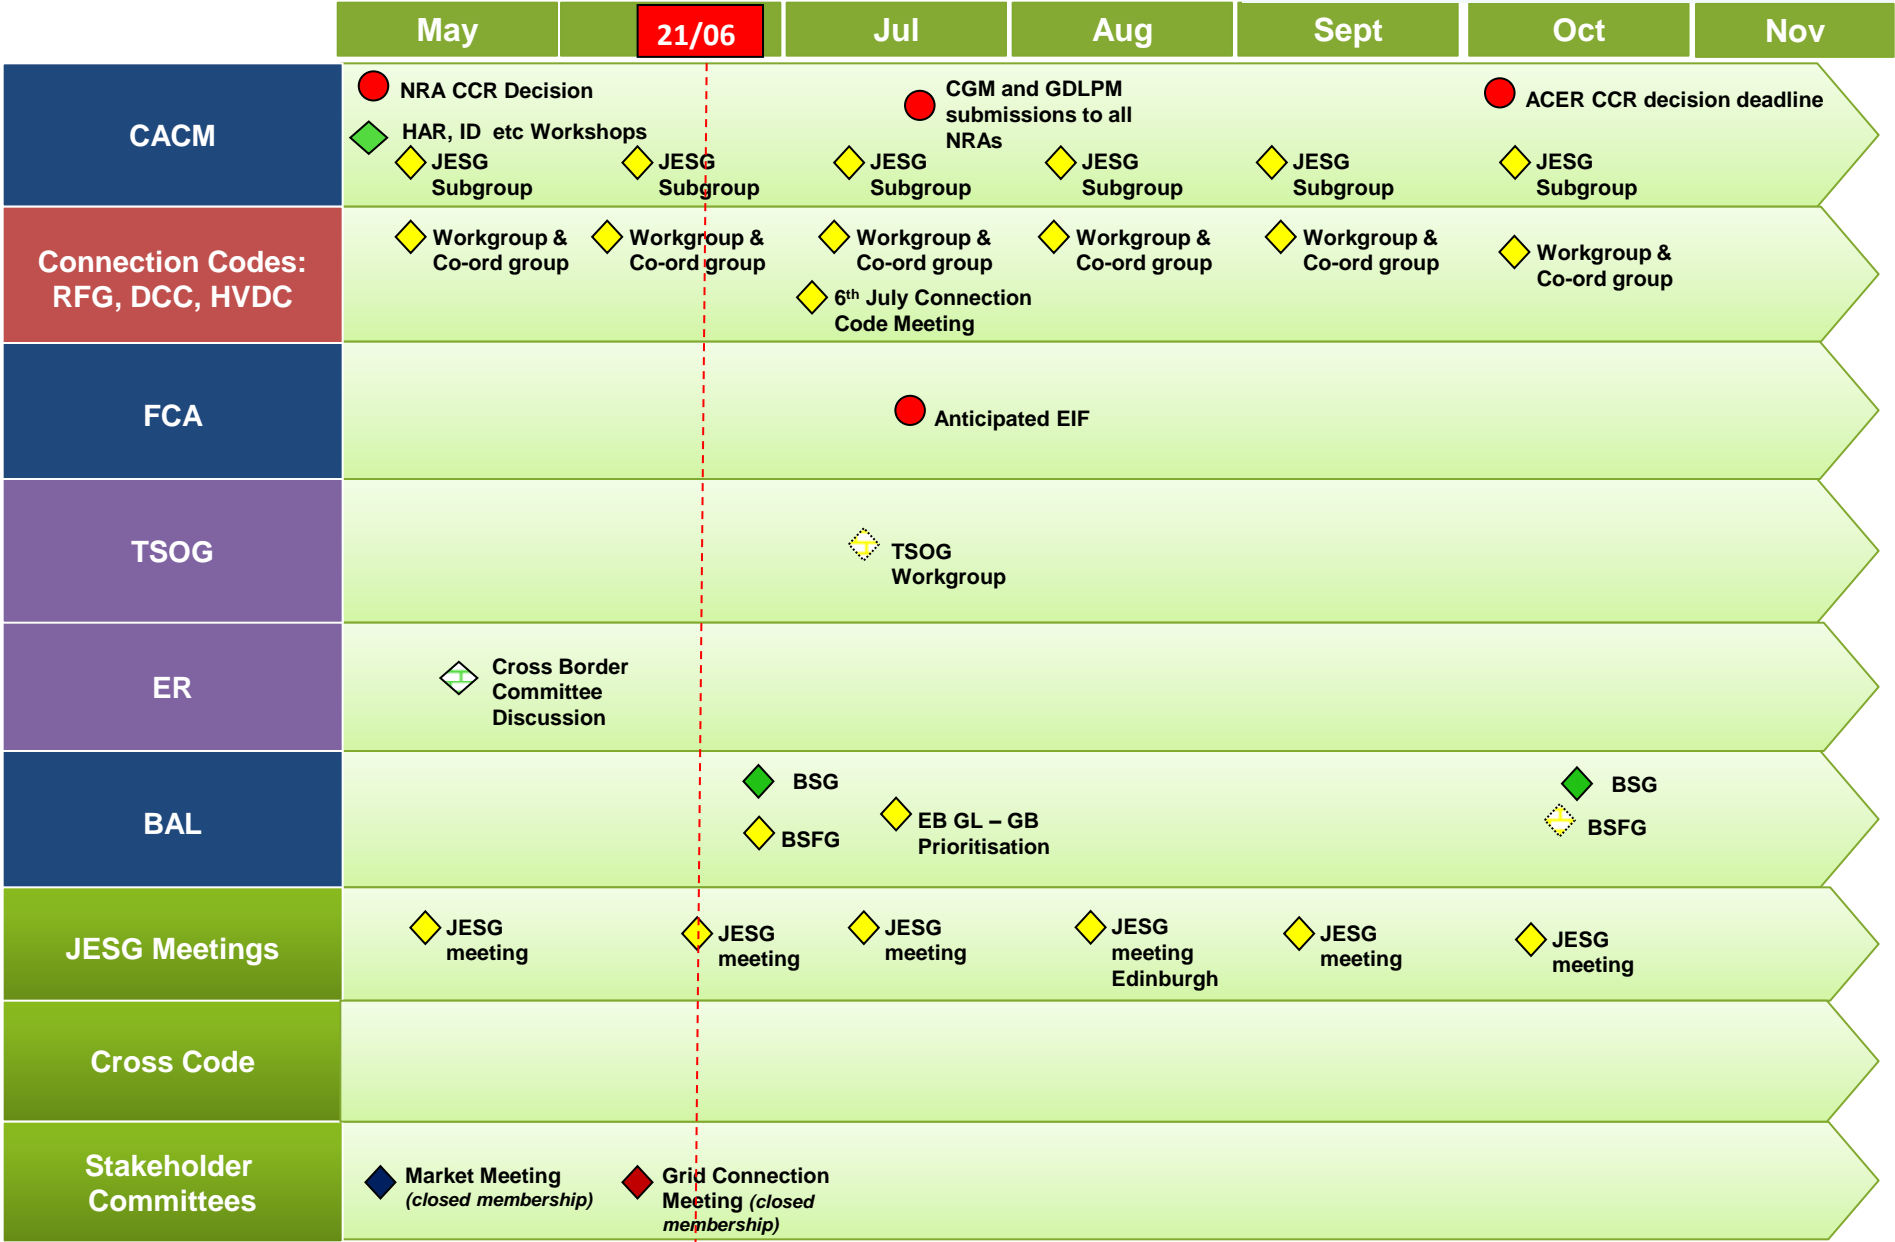 May
21/06
Jul
Aug
Sept
Oct
Nov
CACM
NRA CCR Decision
HAR, ID etc Workshops
CGM and GDLPM
submissions to all
NRAs
ACER CCR decision deadline
JESG
Subgroup
JESG
Subgroup
JESG
Subgroup
JESG
Subgroup
JESG
Subgroup
JESG
Subgroup
Connection Codes:
RFG, DCC, HVDC
Workgroup &
Co-ord group
Workgroup &
Co-ord group
Workgroup &
Co-ord group
Workgroup &
Co-ord group
Workgroup &
Co-ord group
Workgroup &
Co-ord group
6th July Connection
Code Meeting
FCA
Anticipated EIF
TSOG
TSOG
Workgroup
ER
Cross Border
Committee
Discussion
BAL
BSG
BSFG
EB GL – GB
Prioritisation
BSG
BSFG
JESG Meetings
JESG
meeting
JESG
meeting
JESG
meeting
JESG
meeting
Edinburgh
JESG
meeting
JESG
meeting
Cross Code
Stakeholder
Committees
Market Meeting
(closed membership)
Grid Connection
Meeting (closed
membership)